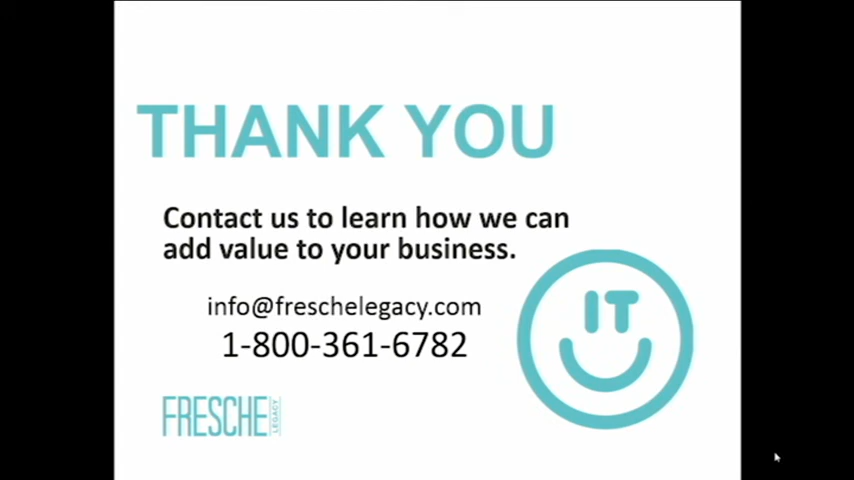 THANK YOU
Contact us to learn how we can
add value to your business.
info@freschelegacy.com
1-800-361-6782
IT
FRESCHE LEGACY